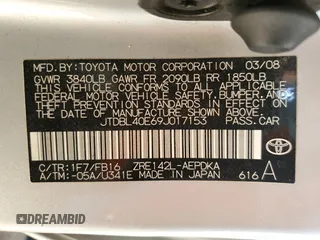 MFD.BY:TOYOTA MOTOR CORPORATION 03/08
GVWR 3840LB GAWR FR 2090LB RR 1850LB
THIS VEHICLE CONFORMS TO ALL APPLICABLE
FEDERAL MOTOR VEHICLE SAFETY, BUMPER,
AND THEFT PREVENTION STANDARDS IN EFFECT
ON THE DATE OF MANUFACTURE SHOWN ABOVE.
JTDBL40E69J017153 PASS.CAR
C/TR:1F7/FB16 ZRE142L-AEPDKA
A/TM:-05A/U341E MADE IN JAPAN 616 A
TOYOTA
DREAMBID